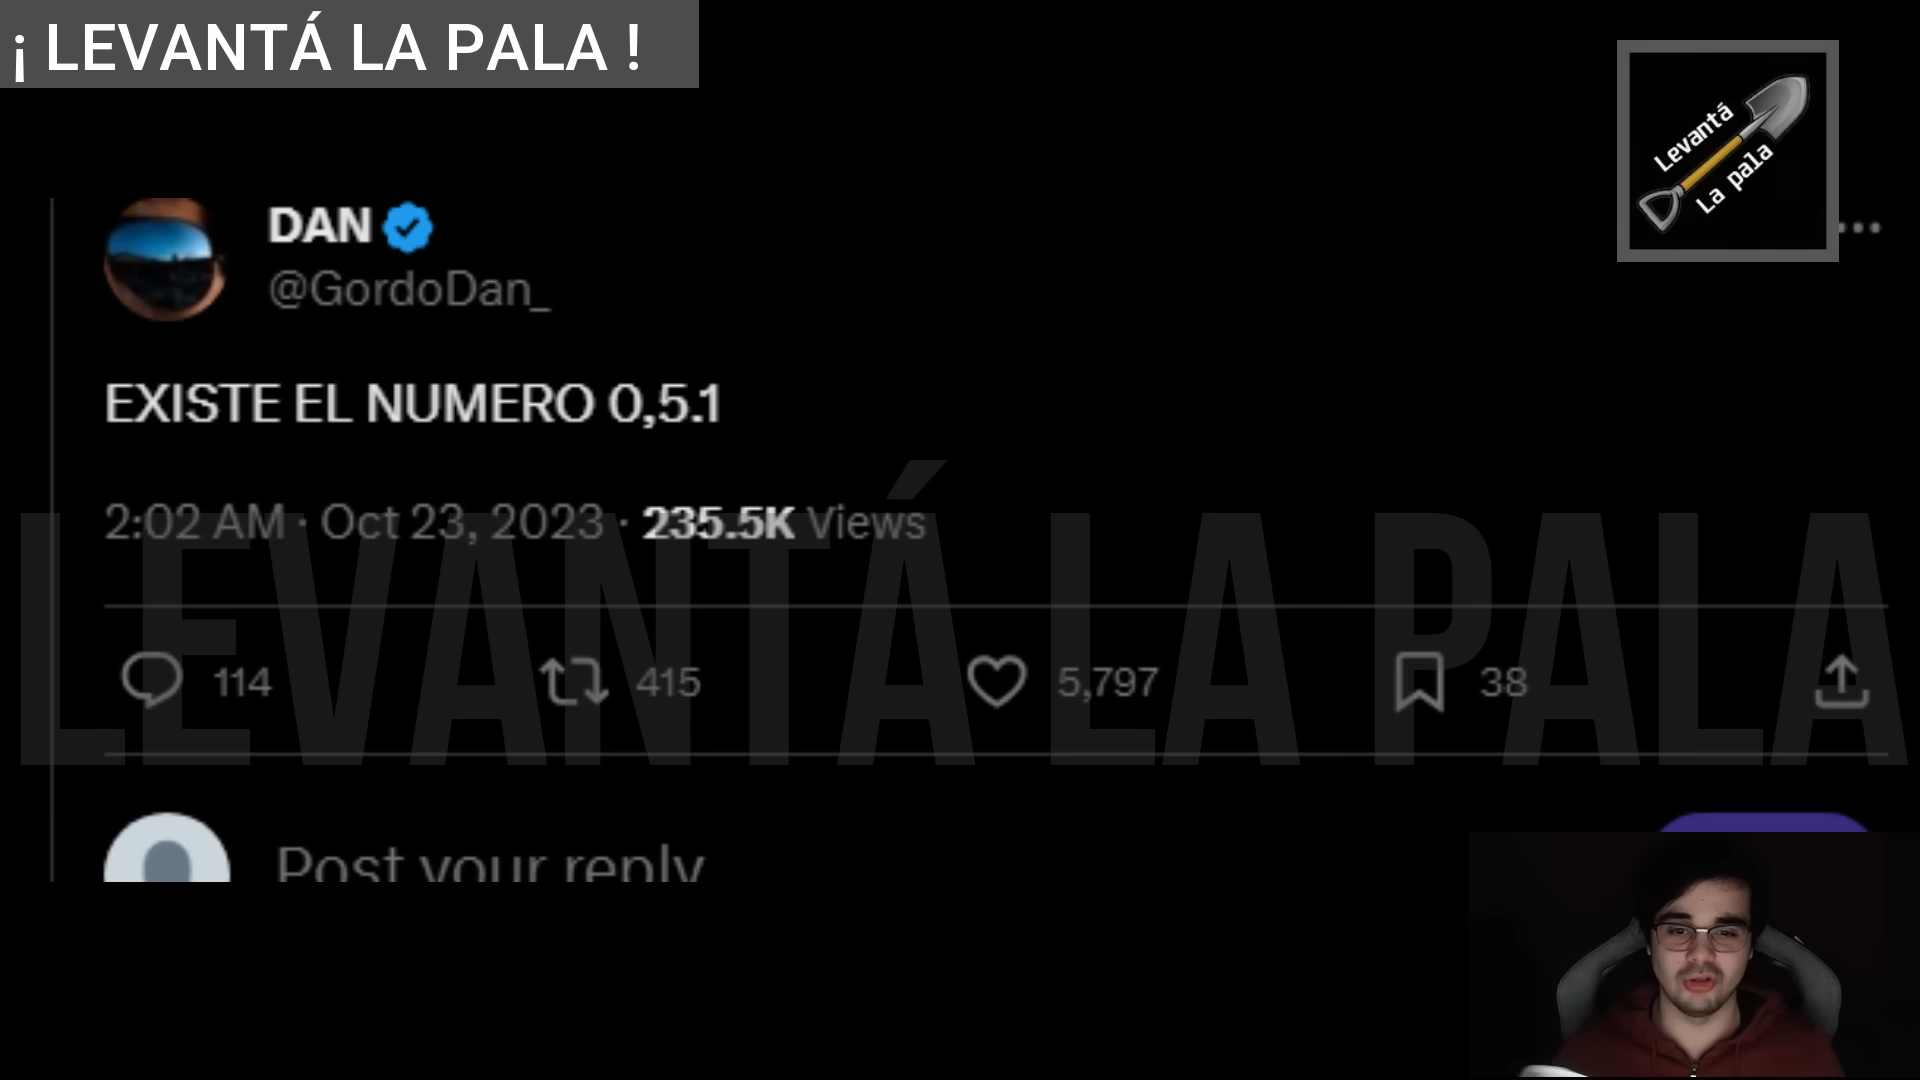 ¡ LEVANTÁ LA PALA !
Levantá
La pala
DAN
@GordoDan_
EXISTE EL NUMERO 0,5.1
2:02 AM · Oct 23, 2023 · 235.5K Views
LEVANTÁ LA PALA
114 415 5,797 38
Post your reply